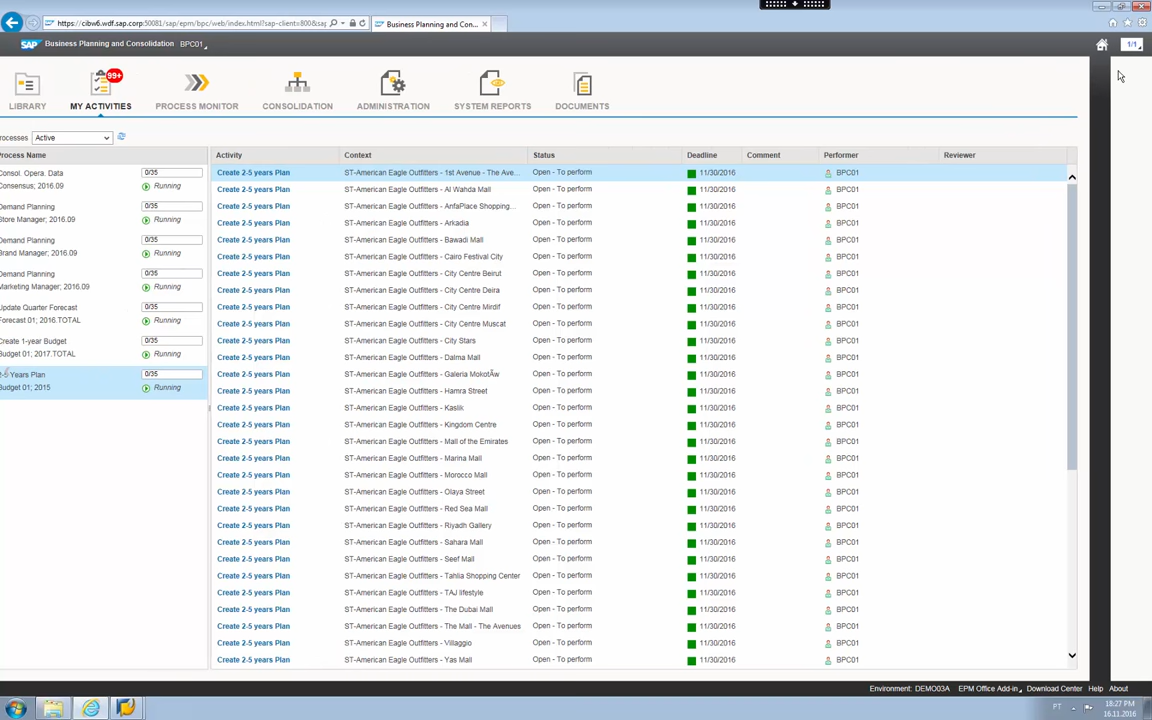 https://cibw6.wdf.sap.corp:50081/sap/epm/bpc/web/index.html?sap-client=800&sap
Business Planning and Con...
SAP Business Planning and Consolidation BPC01
1/1
99+
LIBRARY MY ACTIVITIES PROCESS MONITOR CONSOLIDATION ADMINISTRATION SYSTEM REPORTS DOCUMENTS
rocesses Active
Process Name
Consol. Opera. Data 0/35
Consensus; 2016.09 Running
Demand Planning 0/35
Store Manager; 2016.09 Running
Demand Planning 0/35
Brand Manager; 2016.09 Running
Demand Planning 0/35
Marketing Manager; 2016.09 Running
Update Quarter Forecast 0/35
Forecast 01; 2016.TOTAL Running
Create 1-year Budget 0/35
Budget 01; 2017.TOTAL Running
Years Plan 0/35
Budget 01; 2015 Running
Activity Context Status Deadline Comment Performer Reviewer
Create 2-5 years Plan ST-American Eagle Outfitters - 1st Avenue - The Ave... Open - To perform 11/30/2016 BPC01
Create 2-5 years Plan ST-American Eagle Outfitters - Al Wahda Mall Open - To perform 11/30/2016 BPC01
Create 2-5 years Plan ST-American Eagle Outfitters - AnfaPlace Shopping... Open - To perform 11/30/2016 BPC01
Create 2-5 years Plan ST-American Eagle Outfitters - Arkadia Open - To perform 11/30/2016 BPC01
Create 2-5 years Plan ST-American Eagle Outfitters - Bawadi Mall Open - To perform 11/30/2016 BPC01
Create 2-5 years Plan ST-American Eagle Outfitters - Cairo Festival City Open - To perform 11/30/2016 BPC01
Create 2-5 years Plan ST-American Eagle Outfitters - City Centre Beirut Open - To perform 11/30/2016 BPC01
Create 2-5 years Plan ST-American Eagle Outfitters - City Centre Deira Open - To perform 11/30/2016 BPC01
Create 2-5 years Plan ST-American Eagle Outfitters - City Centre Mirdif Open - To perform 11/30/2016 BPC01
Create 2-5 years Plan ST-American Eagle Outfitters - City Centre Muscat Open - To perform 11/30/2016 BPC01
Create 2-5 years Plan ST-American Eagle Outfitters - City Stars Open - To perform 11/30/2016 BPC01
Create 2-5 years Plan ST-American Eagle Outfitters - Dalma Mall Open - To perform 11/30/2016 BPC01
Create 2-5 years Plan ST-American Eagle Outfitters - Galeria MokotÃw Open - To perform 11/30/2016 BPC01
Create 2-5 years Plan ST-American Eagle Outfitters - Hamra Street Open - To perform 11/30/2016 BPC01
Create 2-5 years Plan ST-American Eagle Outfitters - Kaslik Open - To perform 11/30/2016 BPC01
Create 2-5 years Plan ST-American Eagle Outfitters - Kingdom Centre Open - To perform 11/30/2016 BPC01
Create 2-5 years Plan ST-American Eagle Outfitters - Mall of the Emirates Open - To perform 11/30/2016 BPC01
Create 2-5 years Plan ST-American Eagle Outfitters - Marina Mall Open - To perform 11/30/2016 BPC01
Create 2-5 years Plan ST-American Eagle Outfitters - Morocco Mall Open - To perform 11/30/2016 BPC01
Create 2-5 years Plan ST-American Eagle Outfitters - Olaya Street Open - To perform 11/30/2016 BPC01
Create 2-5 years Plan ST-American Eagle Outfitters - Red Sea Mall Open - To perform 11/30/2016 BPC01
Create 2-5 years Plan ST-American Eagle Outfitters - Riyadh Gallery Open - To perform 11/30/2016 BPC01
Create 2-5 years Plan ST-American Eagle Outfitters - Sahara Mall Open - To perform 11/30/2016 BPC01
Create 2-5 years Plan ST-American Eagle Outfitters - Seef Mall Open - To perform 11/30/2016 BPC01
Create 2-5 years Plan ST-American Eagle Outfitters - Tahlia Shopping Center Open - To perform 11/30/2016 BPC01
Create 2-5 years Plan ST-American Eagle Outfitters - TAJ lifestyle Open - To perform 11/30/2016 BPC01
Create 2-5 years Plan ST-American Eagle Outfitters - The Dubai Mall Open - To perform 11/30/2016 BPC01
Create 2-5 years Plan ST-American Eagle Outfitters - The Mall - The Avenues Open - To perform 11/30/2016 BPC01
Create 2-5 years Plan ST-American Eagle Outfitters - Villaggio Open - To perform 11/30/2016 BPC01
Create 2-5 years Plan ST-American Eagle Outfitters - Yas Mall Open - To perform 11/30/2016 BPC01
Environment: DEMO03A EPM Office Add-in Download Center Help About
PT 18:27 PM
16.11.2016